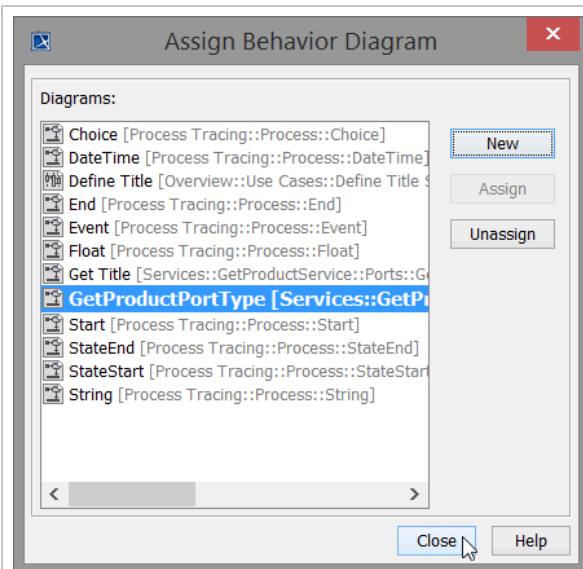 Assign Behavior Diagram
Diagrams:
Choice [Process Tracing::Process::Choice]
DateTime [Process Tracing::Process::DateTime]
Define Title [Overview::Use Cases::Define Title
End [Process Tracing::Process::End]
Event [Process Tracing::Process::Event]
Float [Process Tracing::Process::Float]
Get Title [Services::GetProductService::Ports::G
GetProductPortType [Services::GetP
Start [Process Tracing::Process::Start]
StateEnd [Process Tracing::Process::StateEnd]
StateStart [Process Tracing::Process::StateStart
String [Process Tracing::Process::String]
New
Assign
Unassign
Close
Help